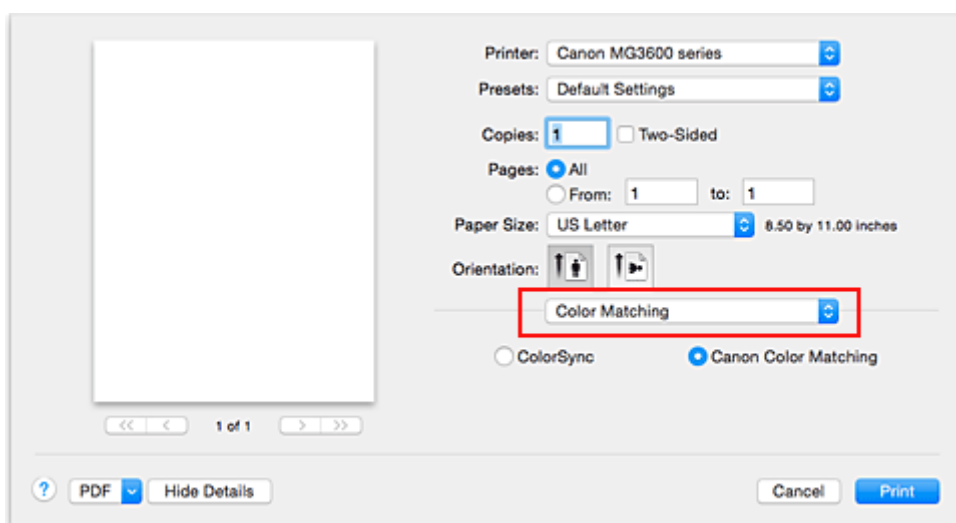 Printer: Canon MG3600 series
Presets: Default Settings
Copies: 1 Two-Sided
Pages: All
From: 1 to: 1
Paper Size: US Letter 8.50 by 11.00 inches
Orientation:
Color Matching
ColorSync Canon Color Matching
<< < 1 of 1 > >>
? PDF Hide Details Cancel Print